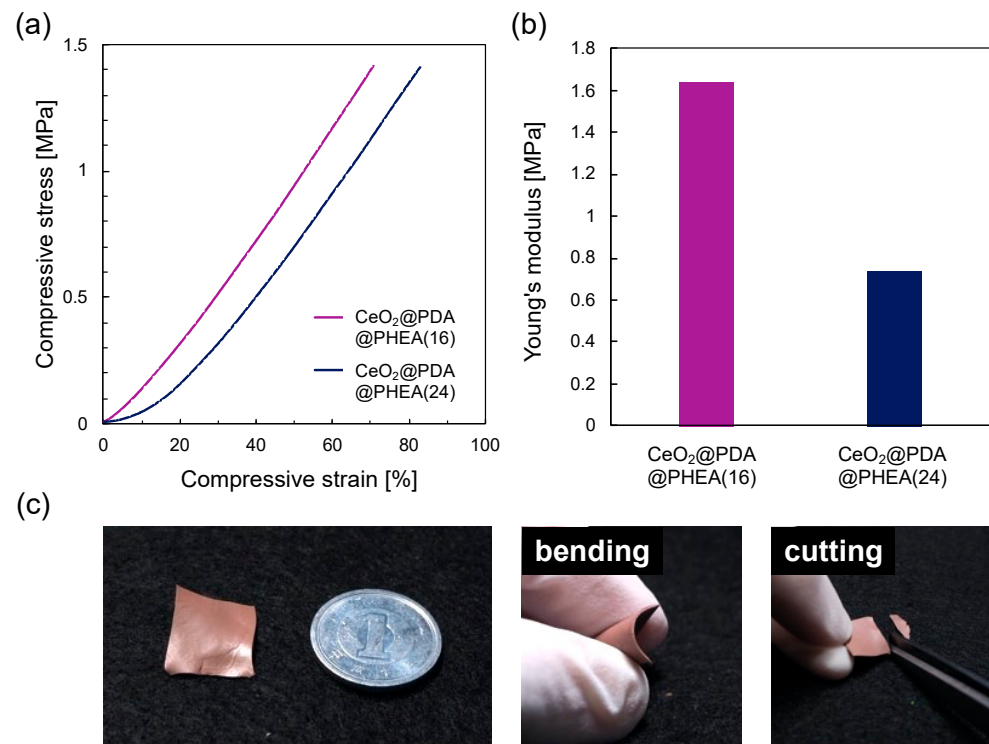 (a)
1.5
1
0.5
0
0 20 40 60 80 100
Compressive stress [MPa]
Compressive strain [%]
CeO₂@PDA
@PHEA(16)
CeO₂@PDA
@PHEA(24)
(b)
1.8
1.6
1.4
1.2
1
0.8
0.6
0.4
0.2
0
Young's modulus [MPa]
CeO₂@PDA
@PHEA(16)
CeO₂@PDA
@PHEA(24)
(c)
1
bending
cutting